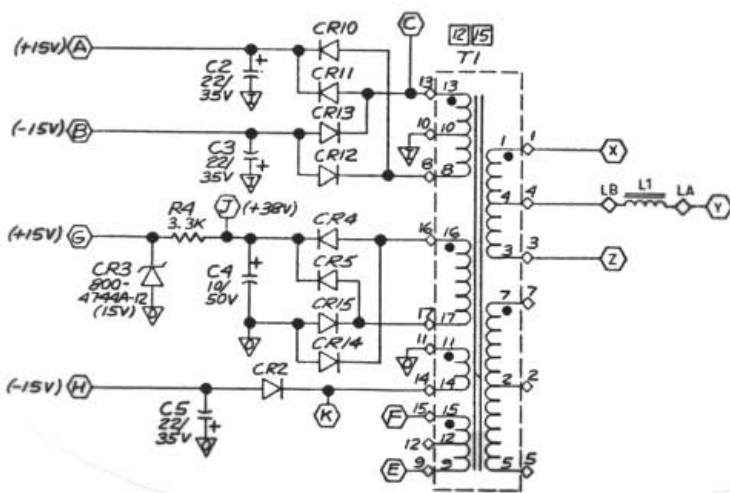 CR10
C
12 15
T1
(+15V) A
C2
22/
35V
+
CR11
13 13
CR13
(-15V) B
10 10
1 1
X
C3
22/
35V
+
CR12
8 8
4 4
LB L1 LA
Y
R4
3.3K
J (+38V)
CR4
16 16
3 3
Z
(+15V) G
CR3
800-
4744A-12
(15V)
C4
10/
50V
+
CR5
CR15
17 17
7 7
CR14
11 11
CR2
2 2
(-15V) H
14 14
K
C5
22/
35V
+
F 15 15
12 12
E 9 9
5 5